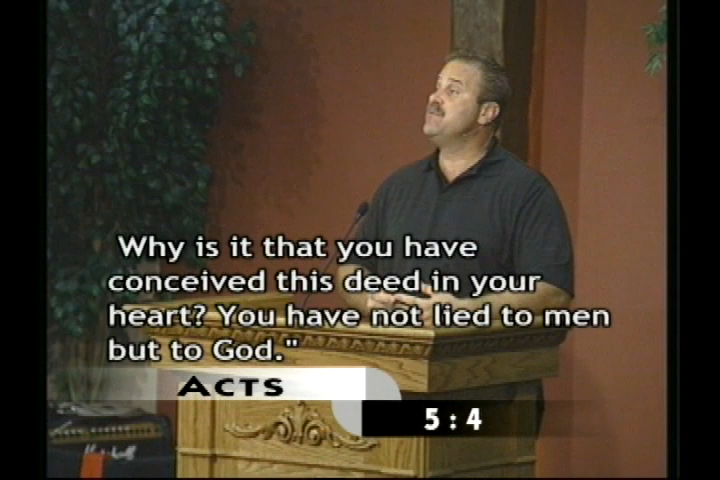 Why is it that you have
conceived this deed in your
heart? You have not lied to men
but to God."
ACTS
5:4
Marshall